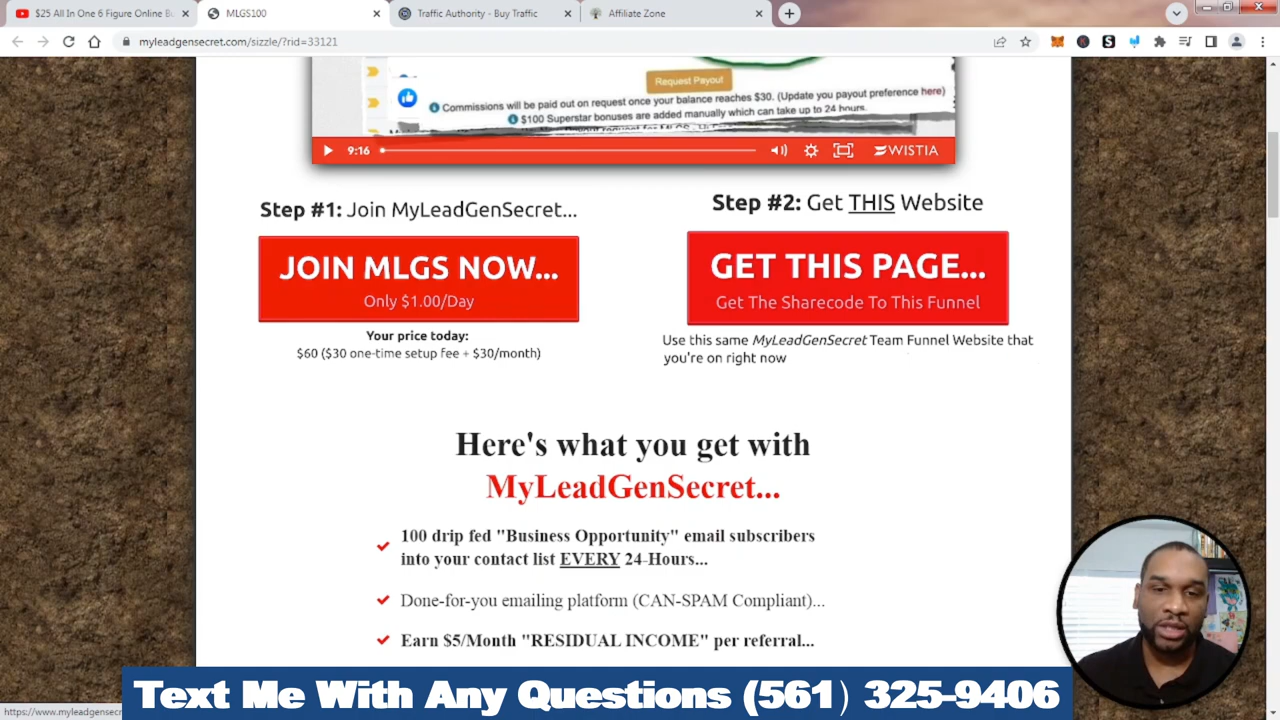 $25 All In One 6 Figure Online Bu
MLGS100
Traffic Authority - Buy Traffic
Affiliate Zone
myleadgensecret.com/sizzle/?rid=33121
Request Payout
Commissions will be paid out on request once your balance reaches $30. (Update you payout preference here)
$100 Superstar bonuses are added manually which can take up to 24 hours.
9:16
WISTIA
Step #1: Join MyLeadGenSecret...
Step #2: Get THIS Website
JOIN MLGS NOW...
Only $1.00/Day
GET THIS PAGE...
Get The Sharecode To This Funnel
Your price today:
$60 ($30 one-time setup fee + $30/month)
Use this same MyLeadGenSecret Team Funnel Website that
you're on right now
Here's what you get with
MyLeadGenSecret...
100 drip fed "Business Opportunity" email subscribers
into your contact list EVERY 24-Hours...
Done-for-you emailing platform (CAN-SPAM Compliant)...
Earn $5/Month "RESIDUAL INCOME" per referral...
Text Me With Any Questions (561) 325-9406
https://www.myleadgensecr